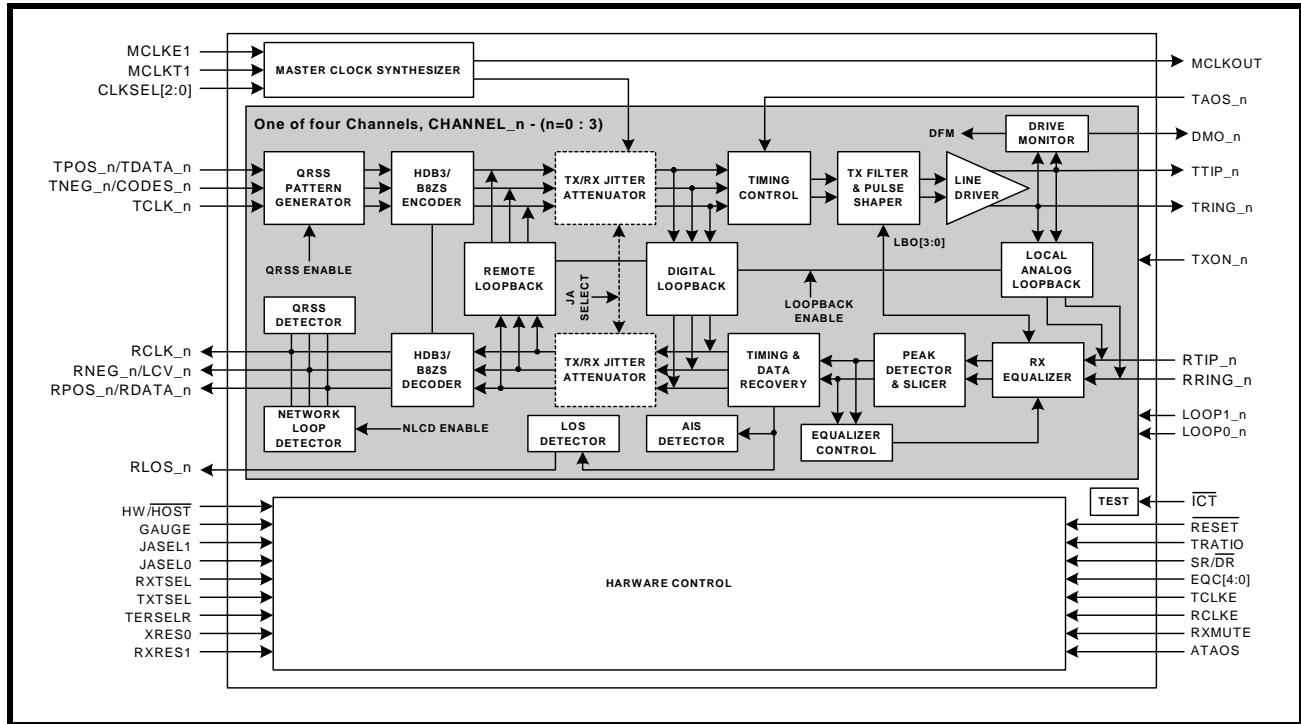 MCLKE1
MCLKT1
CLKSEL[2:0]
MASTER CLOCK SYNTHESIZER
MCLKOUT
TAOS_n
One of four Channels, CHANNEL_n - (n=0 : 3)
DFM
DRIVE
MONITOR
DMO_n
TPOS_n/TDATA_n
TNEG_n/CODES_n
TCLK_n
QRSS
PATTERN
GENERATOR
HDB3/
B8ZS
ENCODER
TX/RX JITTER
ATTENUATOR
TIMING
CONTROL
TX FILTER
& PULSE
SHAPER
LINE
DRIVER
TTIP_n
TRING_n
QRSS ENABLE
REMOTE
LOOPBACK
JA
SELECT
DIGITAL
LOOPBACK
LOOPBACK
ENABLE
LBO[3:0]
LOCAL
ANALOG
LOOPBACK
TXON_n
QRSS
DETECTOR
RCLK_n
RNEG_n/LCV_n
RPOS_n/RDATA_n
HDB3/
B8ZS
DECODER
TX/RX JITTER
ATTENUATOR
TIMING &
DATA
RECOVERY
PEAK
DETECTOR
& SLICER
RX
EQUALIZER
RTIP_n
RRING_n
NETWORK
LOOP
DETECTOR
NLCD ENABLE
LOS
DETECTOR
AIS
DETECTOR
EQUALIZER
CONTROL
LOOP1_n
LOOP0_n
RLOS_n
TEST
ICT
HW/HOST
GAUGE
JASEL1
JASEL0
RXTSEL
TXTSEL
TERSELR
XRES0
RXRES1
HARWARE CONTROL
RESET
TRATIO
SR/DR
EQC[4:0]
TCLKE
RCLKE
RXMUTE
ATAOS